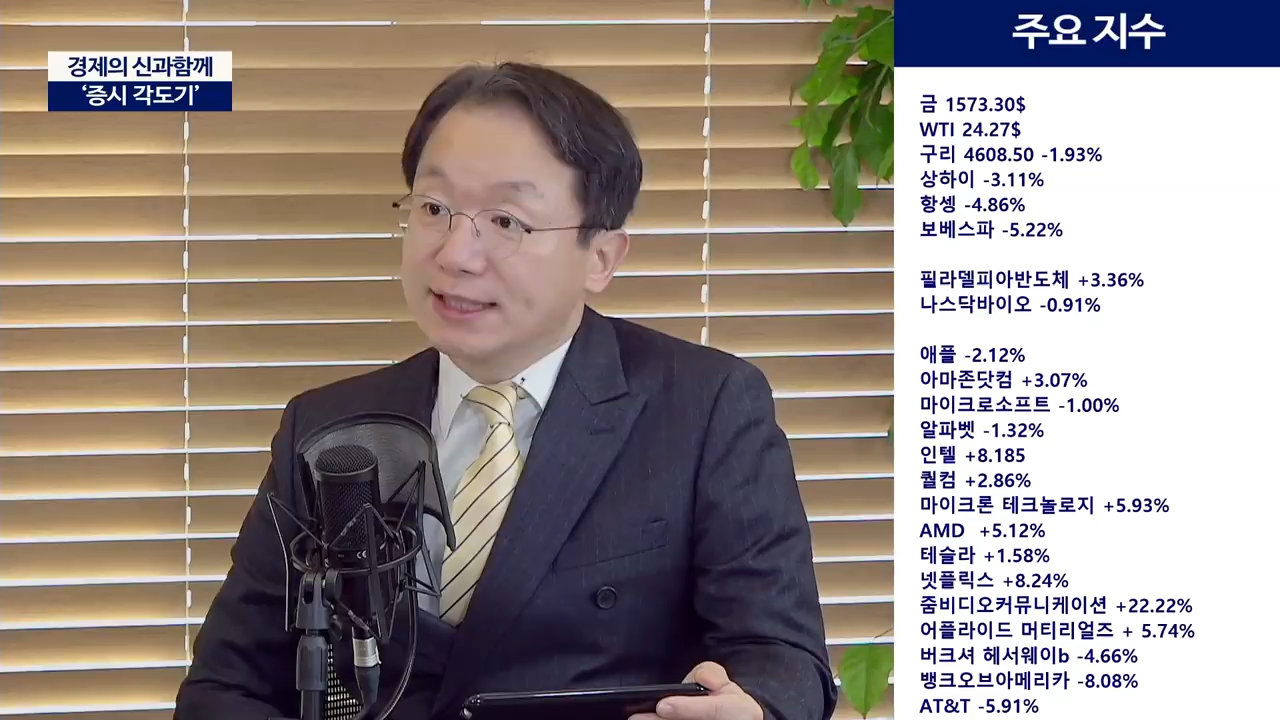 경제의 신과함께
‘증시 각도기’
주요 지수
금 1573.30$
WTI 24.27$
구리 4608.50 -1.93%
상하이 -3.11%
항셍 -4.86%
보베스파 -5.22%
필라델피아반도체 +3.36%
나스닥바이오 -0.91%
애플 -2.12%
아마존닷컴 +3.07%
마이크로소프트 -1.00%
알파벳 -1.32%
인텔 +8.185
퀄컴 +2.86%
마이크론 테크놀로지 +5.93%
AMD  +5.12%
테슬라 +1.58%
넷플릭스 +8.24%
줌비디오커뮤니케이션 +22.22%
어플라이드 머티리얼즈 + 5.74%
버크셔 헤서웨이b -4.66%
뱅크오브아메리카 -8.08%
AT&T -5.91%